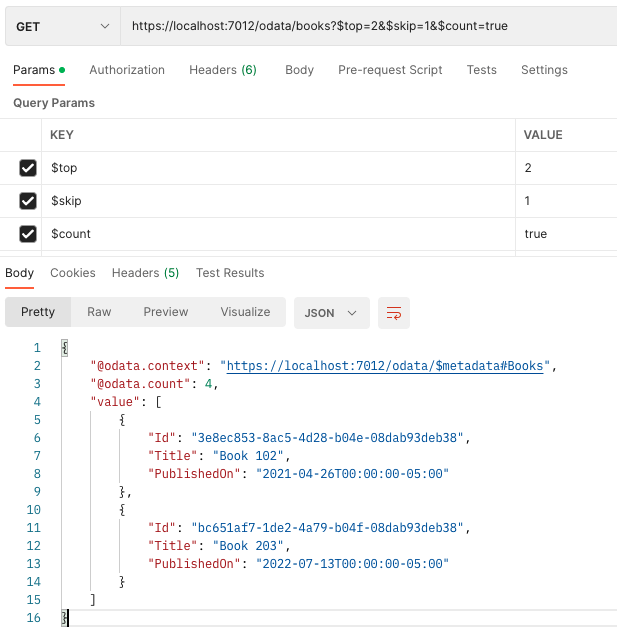 GET https://localhost:7012/odata/books?$top=2&$skip=1&$count=true
Params Authorization Headers (6) Body Pre-request Script Tests Settings
Query Params
KEY VALUE
$top 2
$skip 1
$count true
Body Cookies Headers (5) Test Results
Pretty Raw Preview Visualize JSON
1 {
2 "@odata.context": "https://localhost:7012/odata/$metadata#Books",
3 "@odata.count": 4,
4 "value": [
5 {
6 "Id": "3e8ec853-8ac5-4d28-b04e-08dab93deb38",
7 "Title": "Book 102",
8 "PublishedOn": "2021-04-26T00:00:00-05:00"
9 },
10 {
11 "Id": "bc651af7-1de2-4a79-b04f-08dab93deb38",
12 "Title": "Book 203",
13 "PublishedOn": "2022-07-13T00:00:00-05:00"
14 }
15 ]
16 }